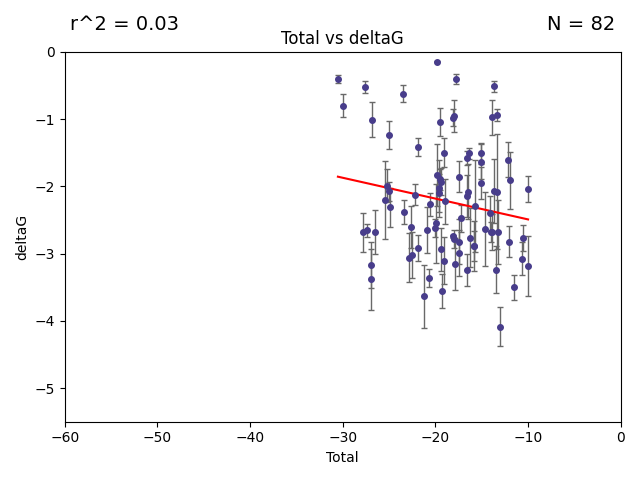 r^2 = 0.03
N = 82
Total vs deltaG
deltaG
0
−1
−2
−3
−4
−5
−60 −50 −40 −30 −20 −10 0
Total